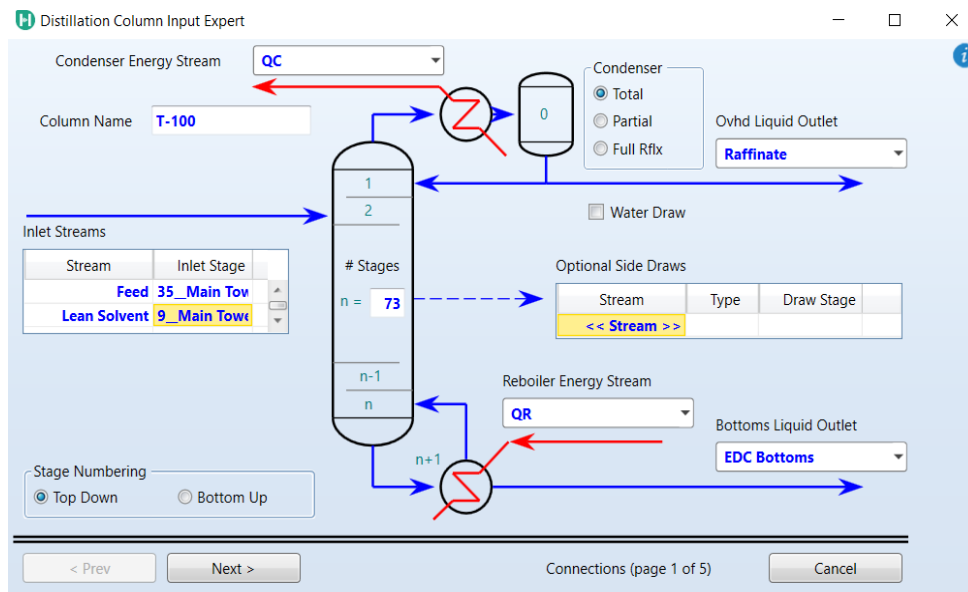 Distillation Column Input Expert
Condenser Energy Stream QC
Condenser
Total
Partial
Full Rflx
0
Column Name T-100
Ovhd Liquid Outlet
Raffinate
1
2
Water Draw
Inlet Streams
Stream Inlet Stage
Feed 35__Main Tow
Lean Solvent 9__Main Towe
# Stages
n = 73
Optional Side Draws
Stream Type Draw Stage
<< Stream >>
n-1
n
n+1
Reboiler Energy Stream
QR
Bottoms Liquid Outlet
EDC Bottoms
Stage Numbering
Top Down Bottom Up
< Prev Next > Connections (page 1 of 5) Cancel
i